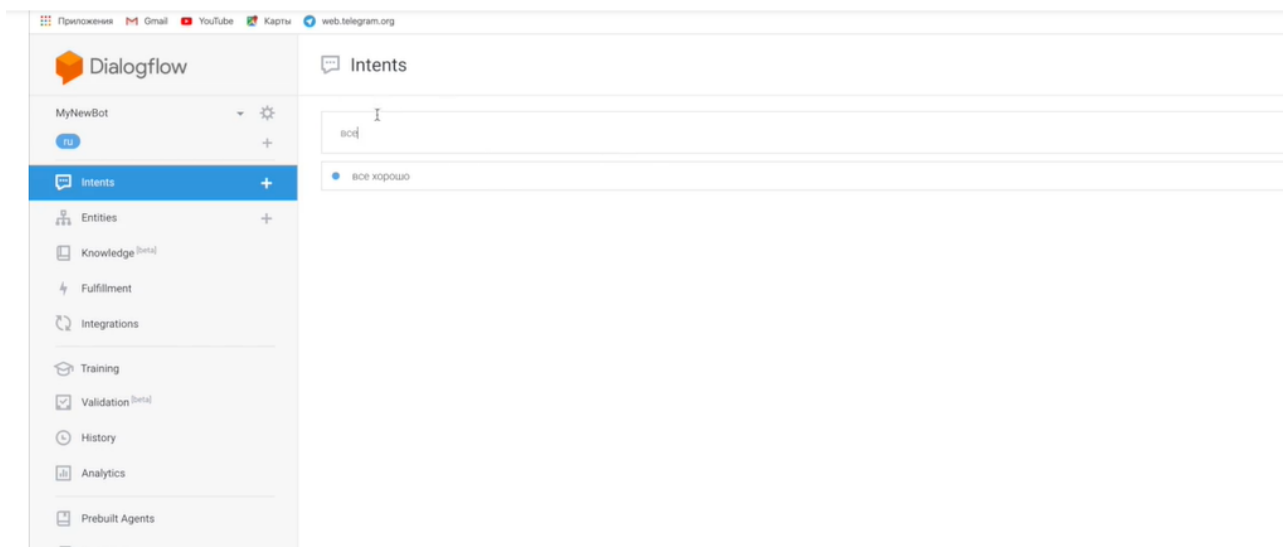 Приложения Gmail YouTube Карты web.telegram.org
Dialogflow
Intents
MyNewBot
ru
все
Intents
все хорошо
Entities
Knowledge [beta]
Fulfillment
Integrations
Training
Validation [beta]
History
Analytics
Prebuilt Agents